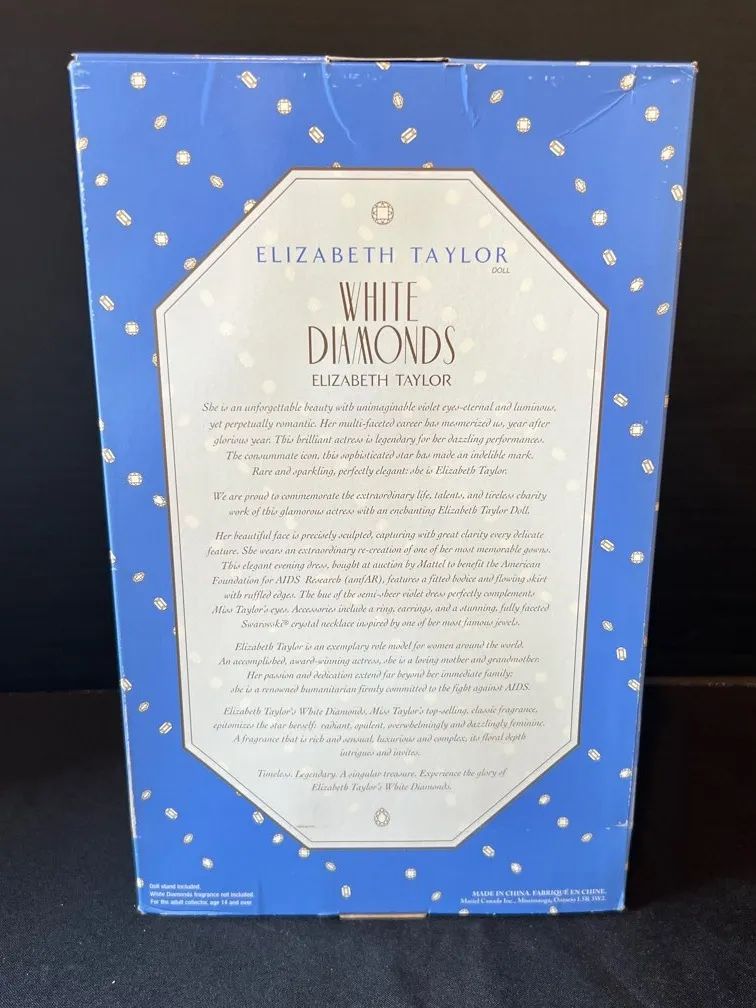 ELIZABETH TAYLOR
DOLL
WHITE
DIAMONDS
ELIZABETH TAYLOR
She is an unforgettable beauty with unimaginable violet eyes-eternal and luminous,
yet perpetually romantic. Her multi-faceted career has mesmerized us, year after
glorious year. This brilliant actress is legendary for her dazzling performances.
The consummate icon, this sophisticated star has made an indelible mark.
Rare and sparkling, perfectly elegant: she is Elizabeth Taylor.
We are proud to commemorate the extraordinary life, talents, and tireless charity
work of this glamorous actress with an enchanting Elizabeth Taylor Doll.
Her beautiful face is precisely sculpted, capturing with great clarity every delicate
feature. She wears an extraordinary re-creation of one of her most memorable gowns.
This elegant evening dress, bought at auction by Mattel to benefit the American
Foundation for AIDS Research (amfAR), features a fitted bodice and flowing skirt
with ruffled edges. The hue of the semi-sheer violet dress perfectly complements
Miss Taylor's eyes. Accessories include a ring, earrings, and a stunning, fully faceted
Swarovski® crystal necklace inspired by one of her most famous jewels.
Elizabeth Taylor is an exemplary role model for women around the world.
An accomplished, award-winning actress, she is a loving mother and grandmother.
Her passion and dedication extend far beyond her immediate family:
she is a renowned humanitarian firmly committed to the fight against AIDS.
Elizabeth Taylor's White Diamonds, Miss Taylor's top-selling, classic fragrance,
epitomizes the star herself: radiant, opulent, overwhelmingly and dazzlingly feminine.
A fragrance that is rich and sensual, luxurious and complex, its floral depth
intrigues and invites.
Timeless. Legendary. A singular treasure. Experience the glory of
Elizabeth Taylor's White Diamonds.
Doll stand included.
White Diamonds fragrance not included.
For the adult collector, age 14 and over.
MADE IN CHINA. FABRIQUÉ EN CHINE.
Mattel Canada Inc., Mississauga, Ontario L5R 3W2.